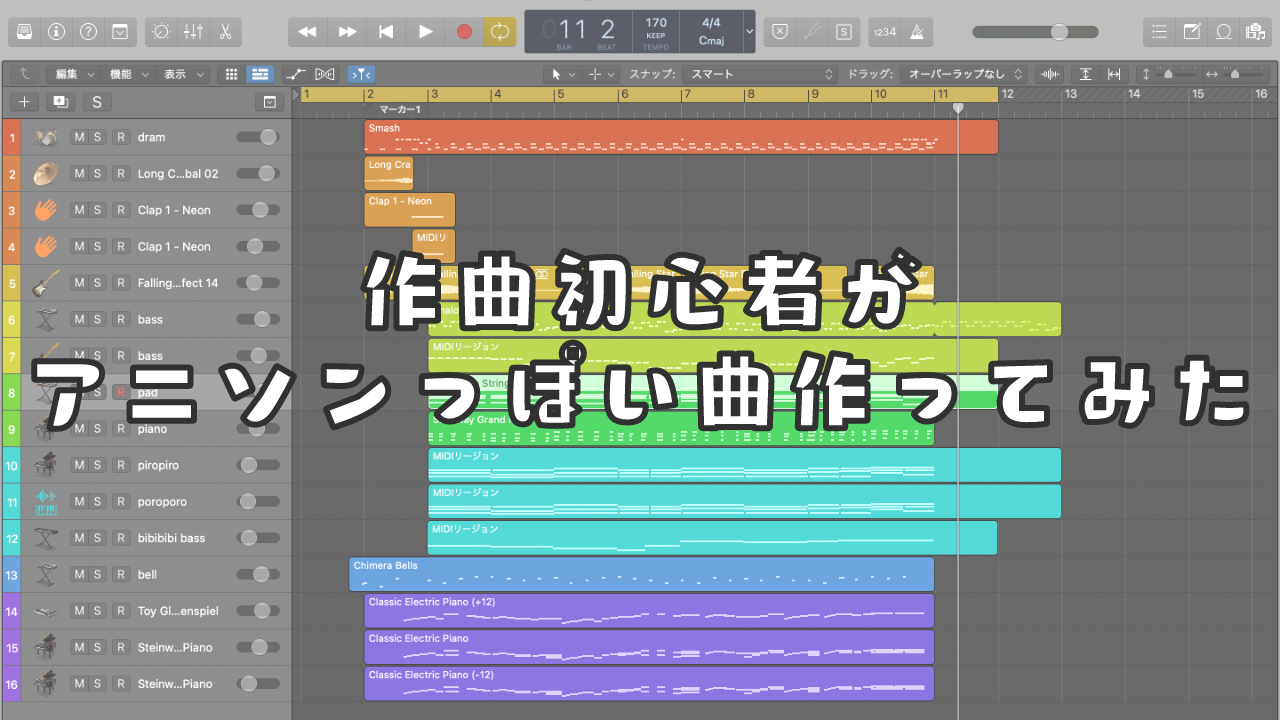 011 2 170 4/4
KEEP Cmaj
BAR BEAT TEMPO
S 1234
編集 機能 表示 スナップ: スマート ドラッグ: オーバーラップなし
S
1 2 3 4 5 6 7 8 9 10 11 12 13 14 15 16
マーカー1
1 M S R dram Smash
2 M S R Long C...bal 02 Long Cra
3 M S R Clap 1 - Neon Clap 1 - Neon
4 M S R Clap 1 - Neon MIDIリ
5 M S R Falling...fect 14
作曲初心者が
6 M S R bass
7 M S R bass MIDIリージョン
アニソンっぽい曲作ってみた
8 S R pad String
9 M S R piano
10 M S R piropiro MIDIリージョン
11 M S R poroporo MIDIリージョン
12 M S R bibibibi bass MIDIリージョン
13 M S R bell Chimera Bells
14 M S R Toy Gl...enspiel Classic Electric Piano (+12)
15 M S R Steinw...Piano Classic Electric Piano
16 M S R Steinw...Piano Classic Electric Piano (-12)